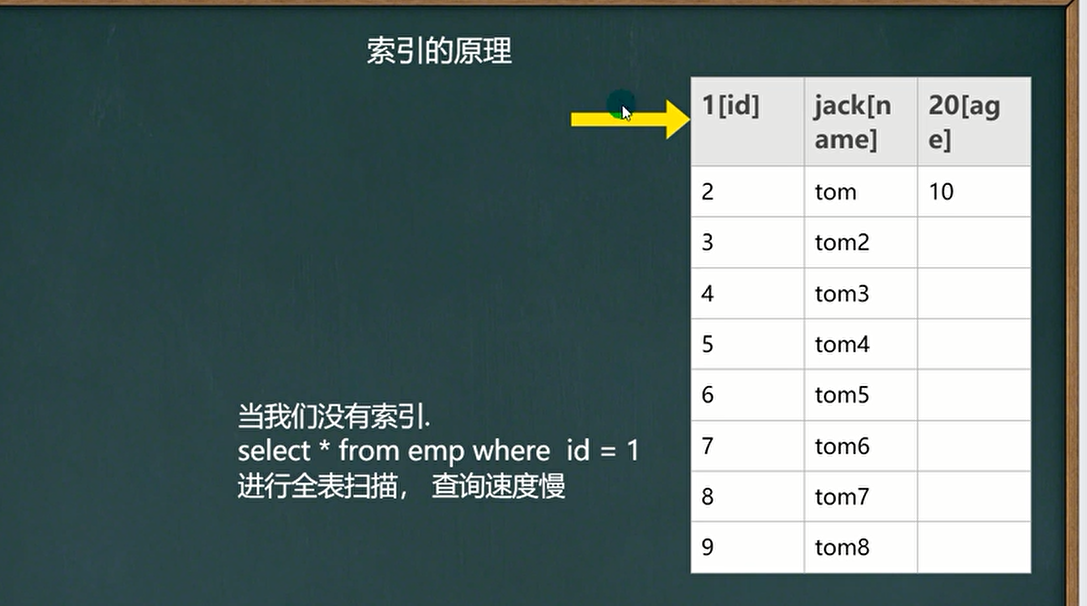 索引的原理
1[id] jack[n 20[ag
ame] e]
2 tom 10
3 tom2
4 tom3
5 tom4
6 tom5
7 tom6
8 tom7
9 tom8
当我们没有索引.
select * from emp where  id = 1
进行全表扫描， 查询速度慢